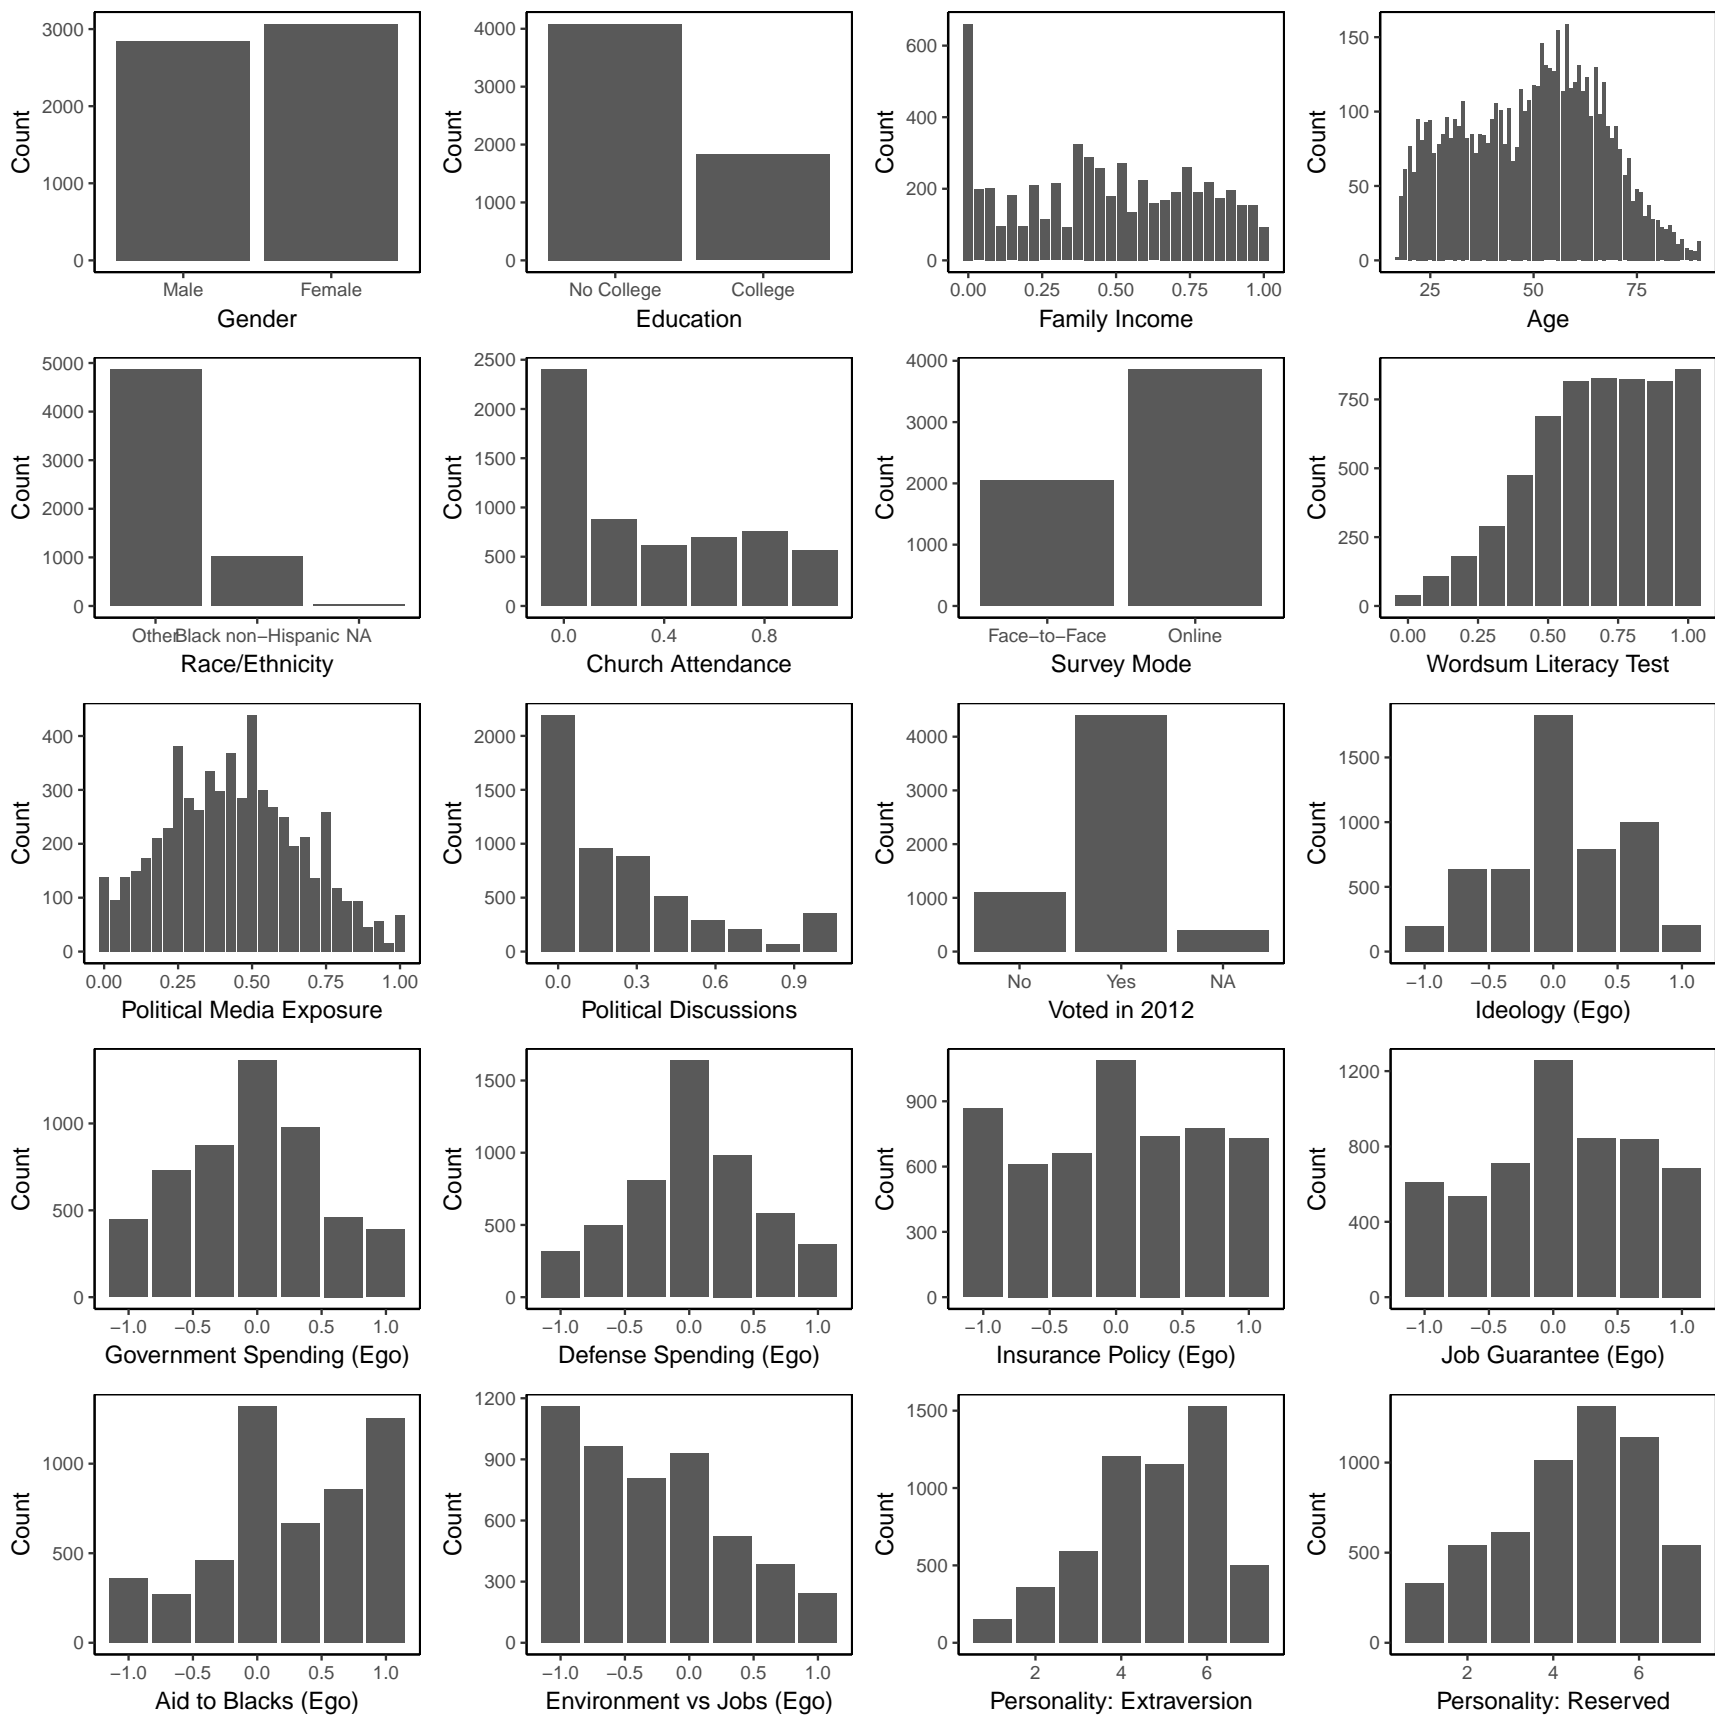 Count
3000
2000
1000
0
Male
Female
Gender
Count
4000
3000
2000
1000
0
No College
College
Education
Count
600
400
200
0
0.00
0.25
0.50
0.75
1.00
Family Income
Count
150
100
50
0
25
50
75
Age
Count
5000
4000
3000
2000
1000
0
Other
Black non−Hispanic
NA
Race/Ethnicity
Count
2500
2000
1500
1000
500
0
0.0
0.4
0.8
Church Attendance
Count
4000
3000
2000
1000
0
Face−to−Face
Online
Survey Mode
Count
750
500
250
0
0.00
0.25
0.50
0.75
1.00
Wordsum Literacy Test
Count
400
300
200
100
0
0.00
0.25
0.50
0.75
1.00
Political Media Exposure
Count
2000
1500
1000
500
0
0.0
0.3
0.6
0.9
Political Discussions
Count
4000
3000
2000
1000
0
No
Yes
NA
Voted in 2012
Count
1500
1000
500
0
−1.0
−0.5
0.0
0.5
1.0
Ideology (Ego)
Count
1000
500
0
−1.0
−0.5
0.0
0.5
1.0
Government Spending (Ego)
Count
1500
1000
500
0
−1.0
−0.5
0.0
0.5
1.0
Defense Spending (Ego)
Count
900
600
300
0
−1.0
−0.5
0.0
0.5
1.0
Insurance Policy (Ego)
Count
1200
800
400
0
−1.0
−0.5
0.0
0.5
1.0
Job Guarantee (Ego)
Count
1000
500
0
−1.0
−0.5
0.0
0.5
1.0
Aid to Blacks (Ego)
Count
1200
900
600
300
0
−1.0
−0.5
0.0
0.5
1.0
Environment vs Jobs (Ego)
Count
1500
1000
500
0
2
4
6
Personality: Extraversion
Count
1000
500
0
2
4
6
Personality: Reserved